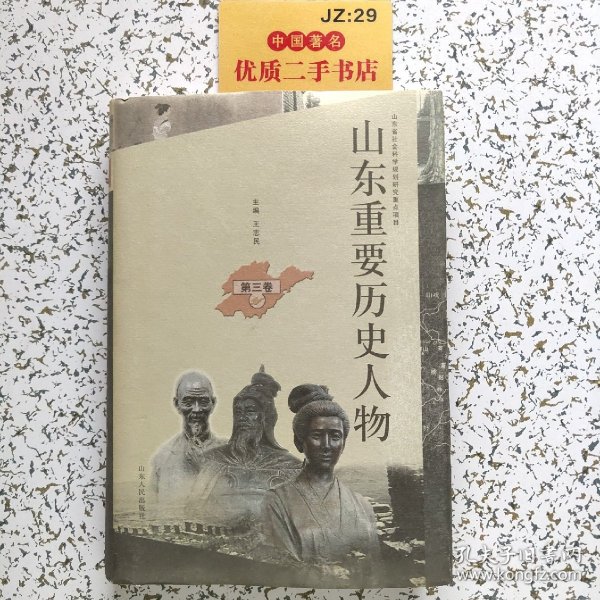 JZ:29
中国著名
优质二手书店
山东省社会科学规划研究重点项目
山东重要历史人物
主编 王志民
第三卷
山东人民出版社
孔夫子旧书网
kongfz.com